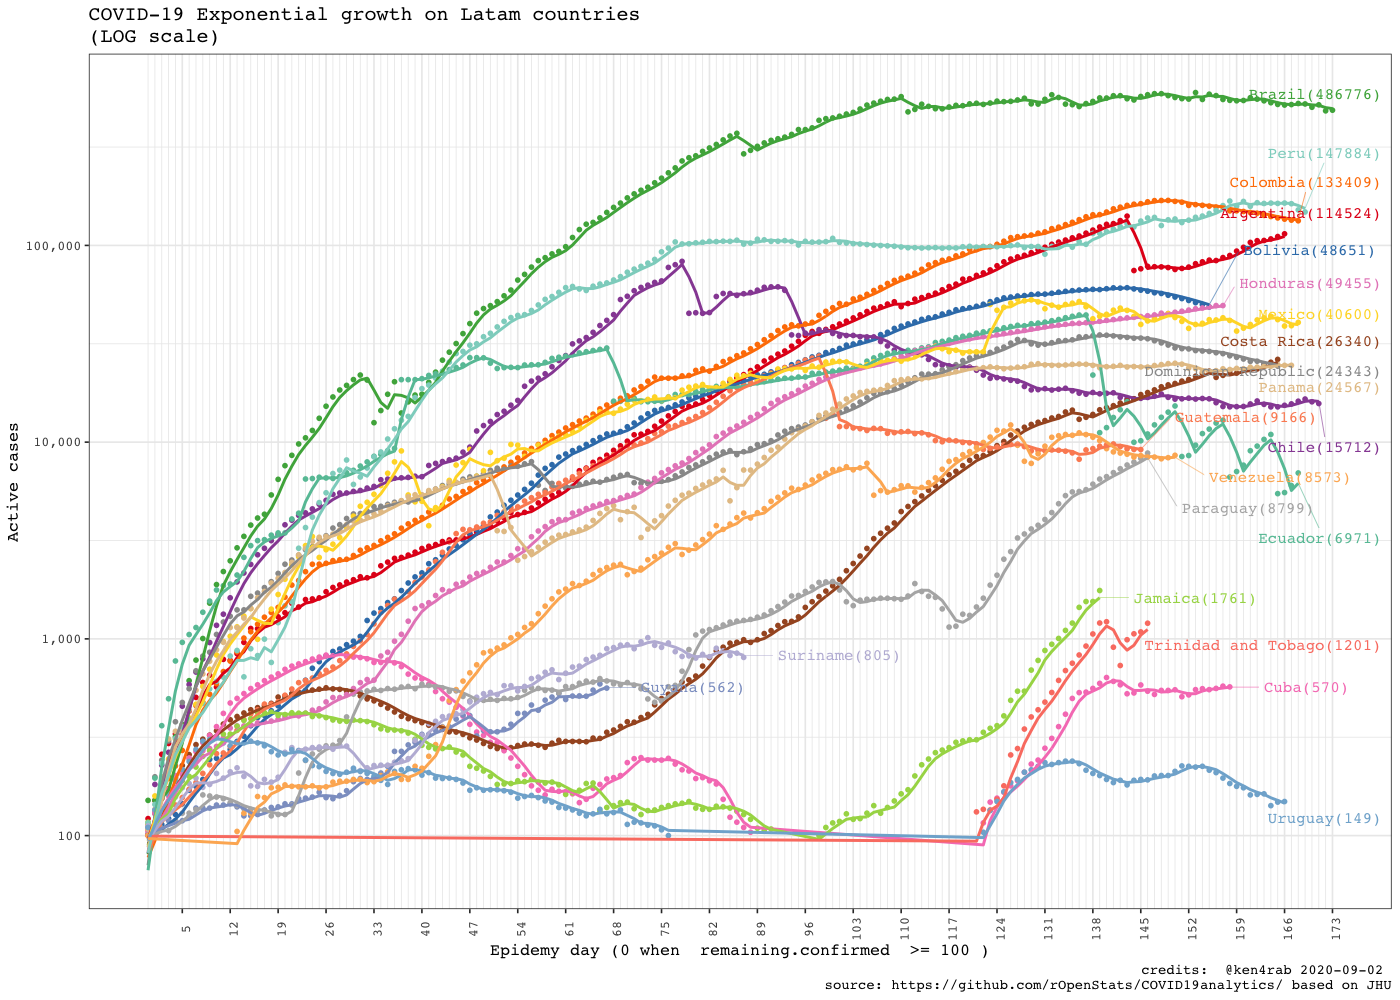 COVID-19 Exponential growth on Latam countries
(LOG scale)
Active cases
100,000
10,000
1,000
100
Brazil(486776)
Peru(147884)
Colombia(133409)
Argentina(114524)
Bolivia(48651)
Honduras(49455)
Mexico(40600)
Costa Rica(26340)
Dominican Republic(24343)
Panama(24567)
Guatemala(9166)
Chile(15712)
Venezuela(8573)
Paraguay(8799)
Ecuador(6971)
Jamaica(1761)
Trinidad and Tobago(1201)
Suriname(805)
Guyana(562)
Cuba(570)
Uruguay(149)
5 12 19 26 33 40 47 54 61 68 75 82 89 96 103 110 117 124 131 138 145 152 159 166 173
Epidemy day (0 when  remaining.confirmed  >= 100 )
credits:  @ken4rab 2020-09-02
source: https://github.com/rOpenStats/COVID19analytics/ based on JHU